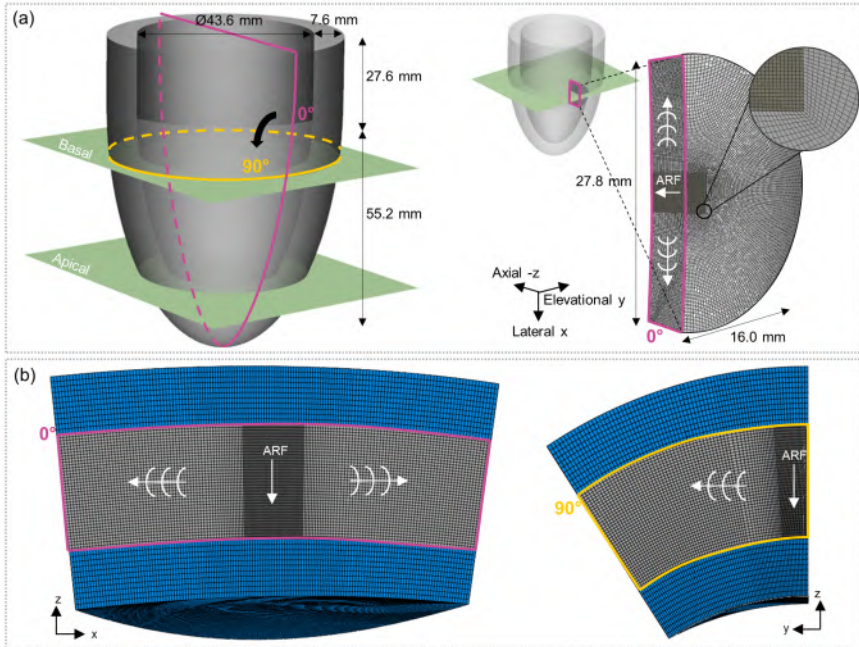 (a)
Ø43.6 mm
7.6 mm
27.6 mm
0°
Basal
90°
55.2 mm
Apical
27.8 mm
ARF
Axial -z
Elevational y
Lateral x
0°
16.0 mm
(b)
0°
ARF
z
x
ARF
90°
z
y